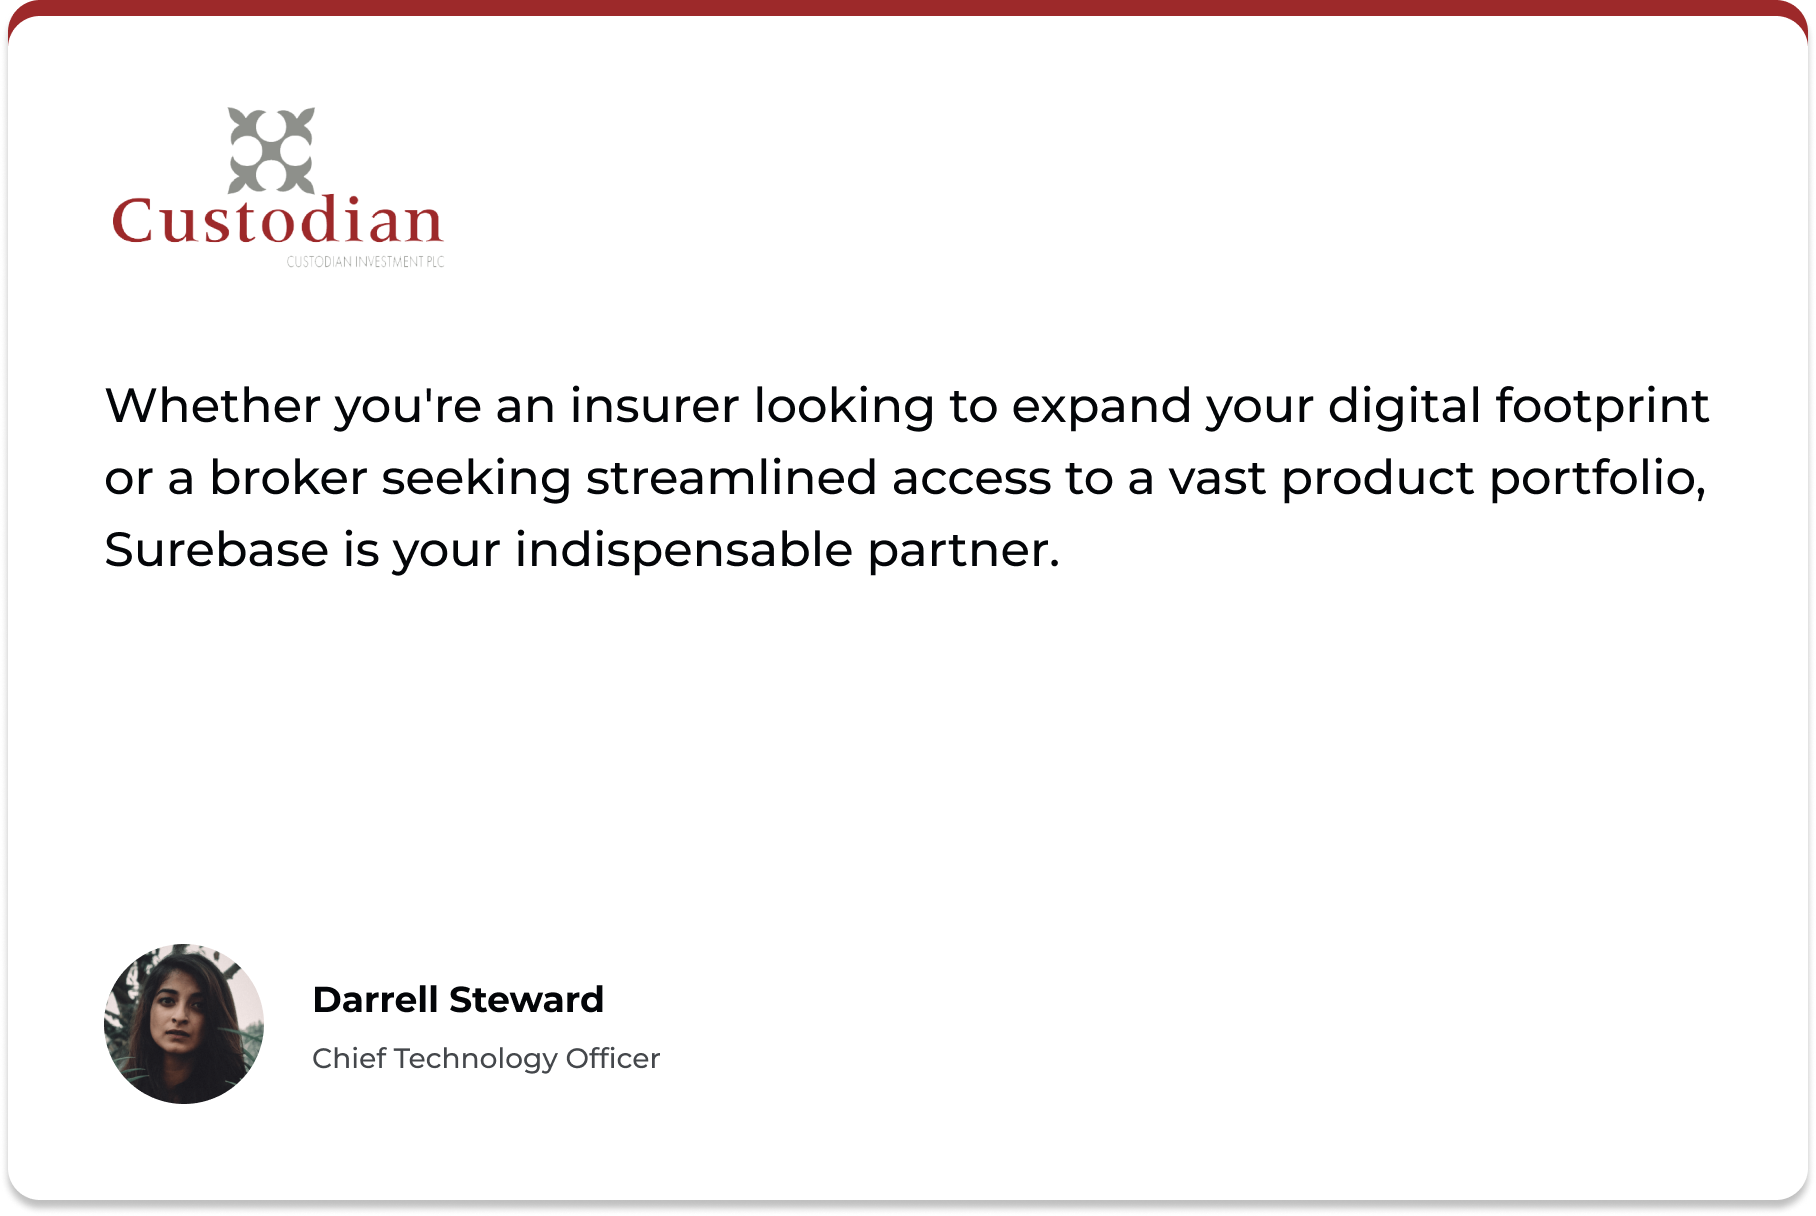 Custodian
CUSTODIAN INVESTMENT PLC
Whether you're an insurer looking to expand your digital footprint
or a broker seeking streamlined access to a vast product portfolio,
Surebase is your indispensable partner.
Darrell Steward
Chief Technology Officer